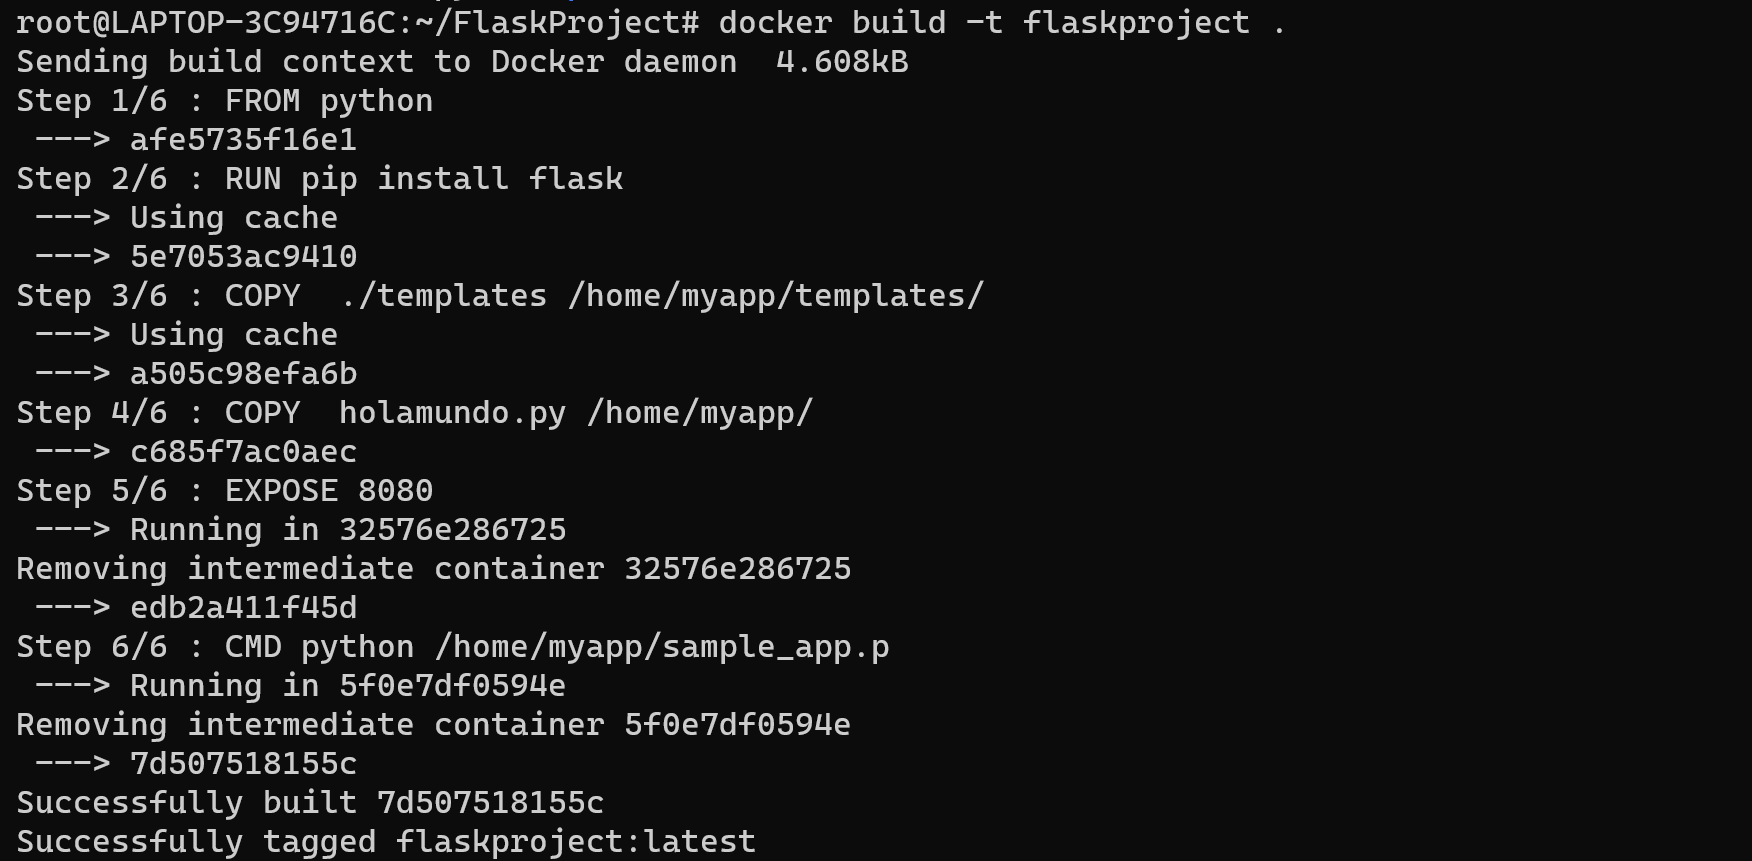 root@LAPTOP-3C94716C:~/FlaskProject# docker build -t flaskproject .
Sending build context to Docker daemon  4.608kB
Step 1/6 : FROM python
 ---> afe5735f16e1
Step 2/6 : RUN pip install flask
 ---> Using cache
 ---> 5e7053ac9410
Step 3/6 : COPY  ./templates /home/myapp/templates/
 ---> Using cache
 ---> a505c98efa6b
Step 4/6 : COPY  holamundo.py /home/myapp/
 ---> c685f7ac0aec
Step 5/6 : EXPOSE 8080
 ---> Running in 32576e286725
Removing intermediate container 32576e286725
 ---> edb2a411f45d
Step 6/6 : CMD python /home/myapp/sample_app.p
 ---> Running in 5f0e7df0594e
Removing intermediate container 5f0e7df0594e
 ---> 7d507518155c
Successfully built 7d507518155c
Successfully tagged flaskproject:latest